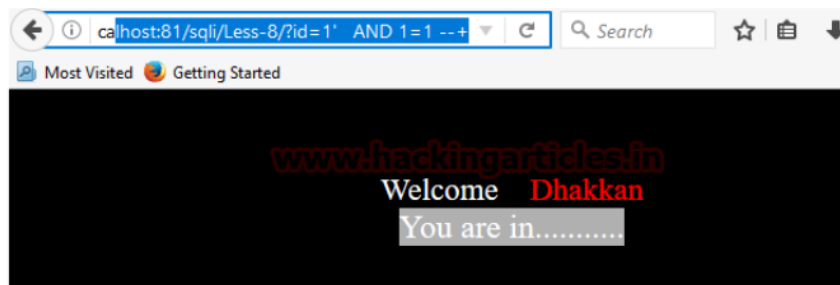 calhost:81/sqli/Less-8/?id=1' AND 1=1 --+
Search
Most Visited
Getting Started
www.hackingarticles.in
Welcome Dhakkan
You are in...........